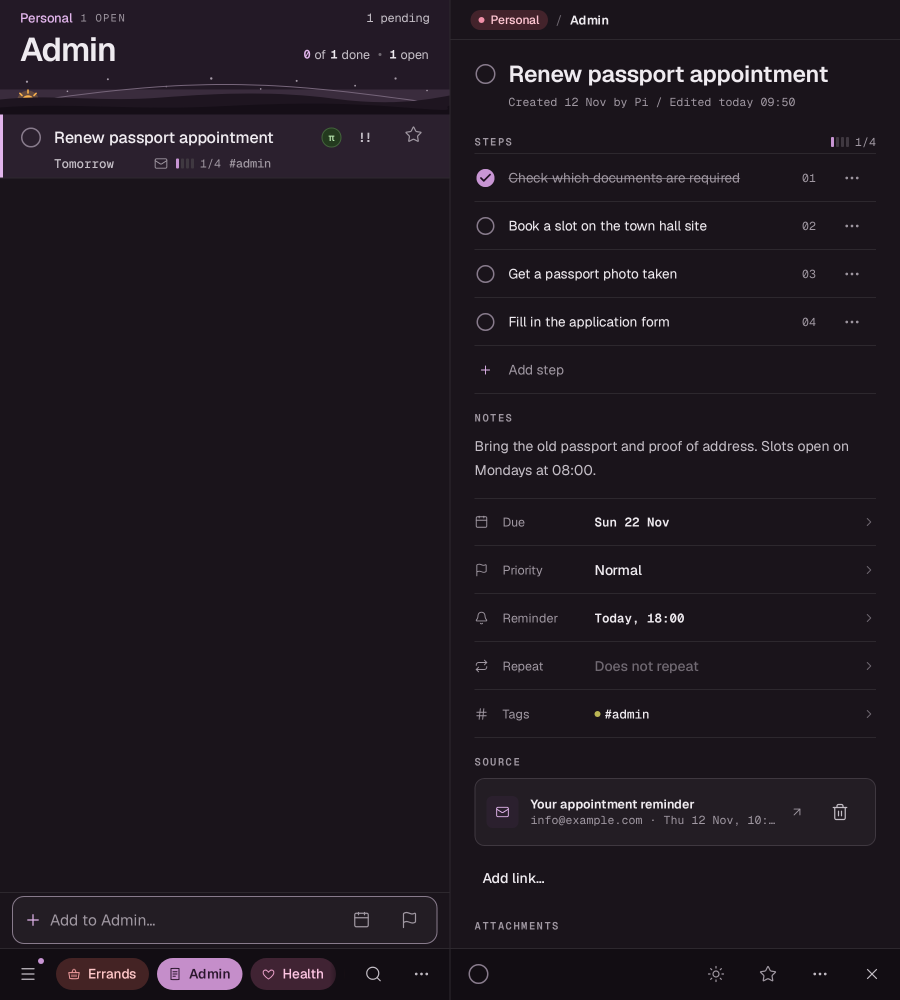 Personal 1 OPEN
1 pending
Admin
0 of 1 done • 1 open
Renew passport appointment
π
!!
Tomorrow
1/4 #admin
Add to Admin…
Errands
Admin
Health
Personal / Admin
Renew passport appointment
Created 12 Nov by Pi / Edited today 09:50
STEPS
1/4
Check which documents are required 01
Book a slot on the town hall site 02
Get a passport photo taken 03
Fill in the application form 04
Add step
NOTES
Bring the old passport and proof of address. Slots open on
Mondays at 08:00.
Due Sun 22 Nov
Priority Normal
Reminder Today, 18:00
Repeat Does not repeat
Tags #admin
SOURCE
Your appointment reminder
info@example.com · Thu 12 Nov, 10:…
Add link…
ATTACHMENTS